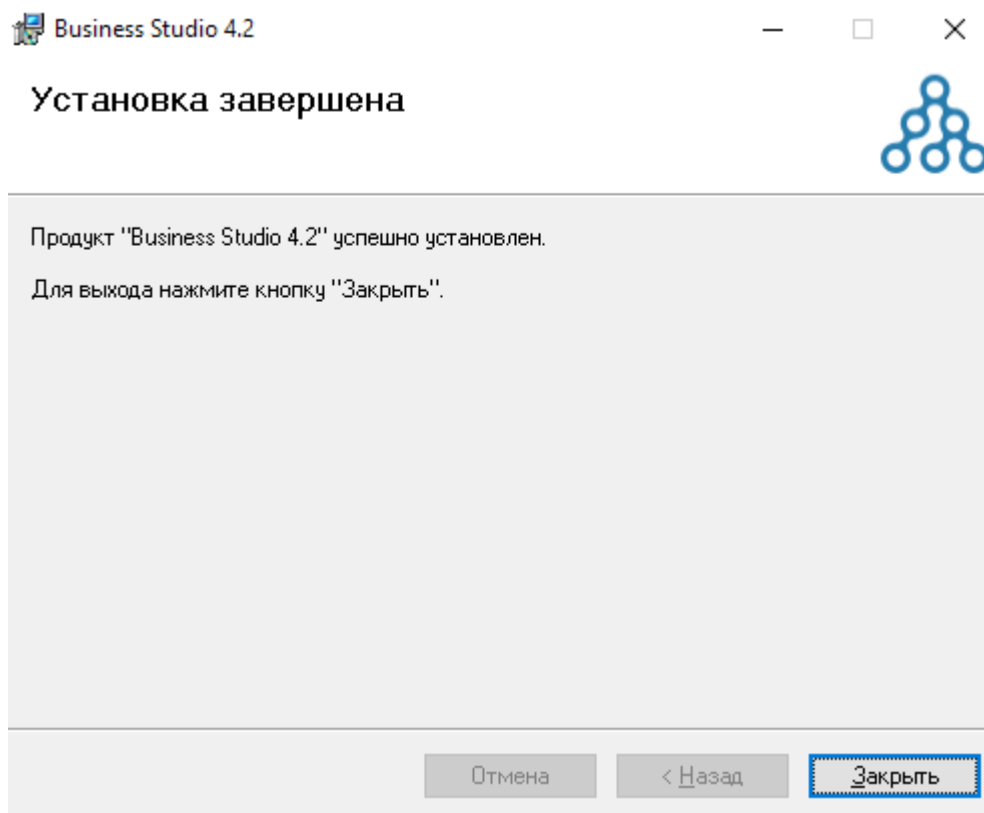 Business Studio 4.2
Установка завершена
Продукт "Business Studio 4.2" успешно установлен.
Для выхода нажмите кнопку "Закрыть".
Отмена
< Назад
Закрыть